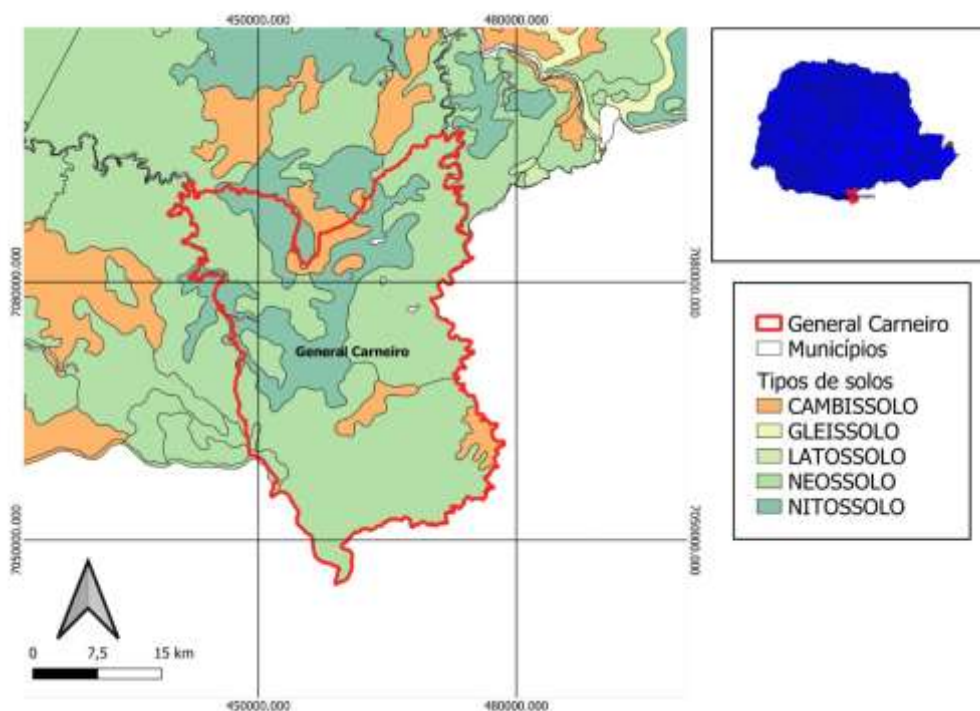 450000.000
480000.000
7080000.000
7080000.000
General Carneiro
7050000.000
7050000.000
0
7,5
15 km
450000.000
480000.000
General Carneiro
Municípios
Tipos de solos
CAMBISSOLO
GLEISSOLO
LATOSSOLO
NEOSSOLO
NITOSSOLO